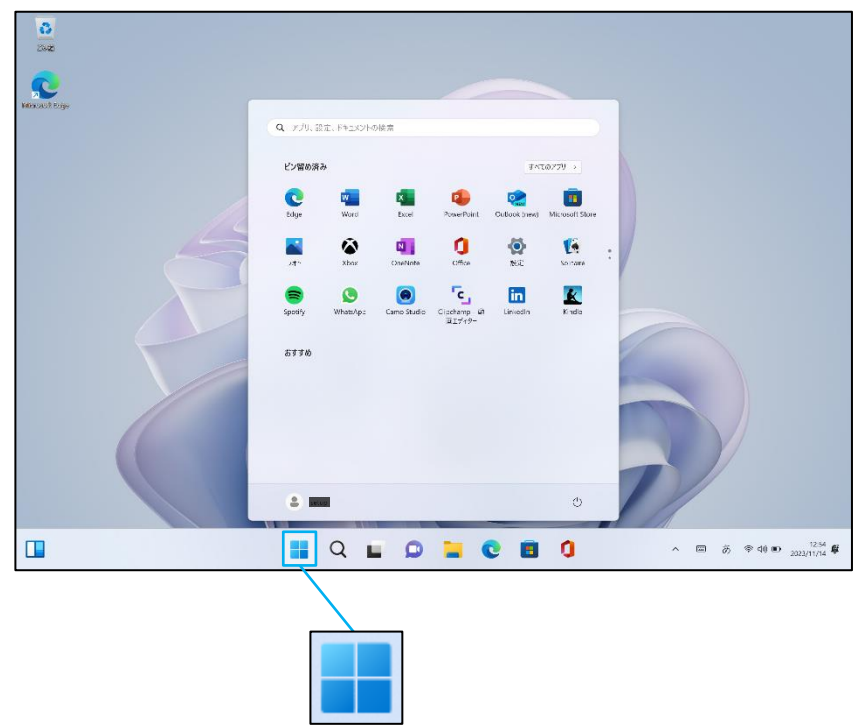 ごみ箱
Microsoft Edge
アプリ、設定、ドキュメントの検索
ピン留め済み
すべてのアプリ >
Edge
Word
Excel
PowerPoint
Outlook (new)
Microsoft Store
フォト
Xbox
OneNote
Office
設定
Solitaire
Spotify
WhatsApp
Camo Studio
Clipchamp - 動
画エディター
LinkedIn
Kindle
おすすめ
あ
12:54
2023/11/14